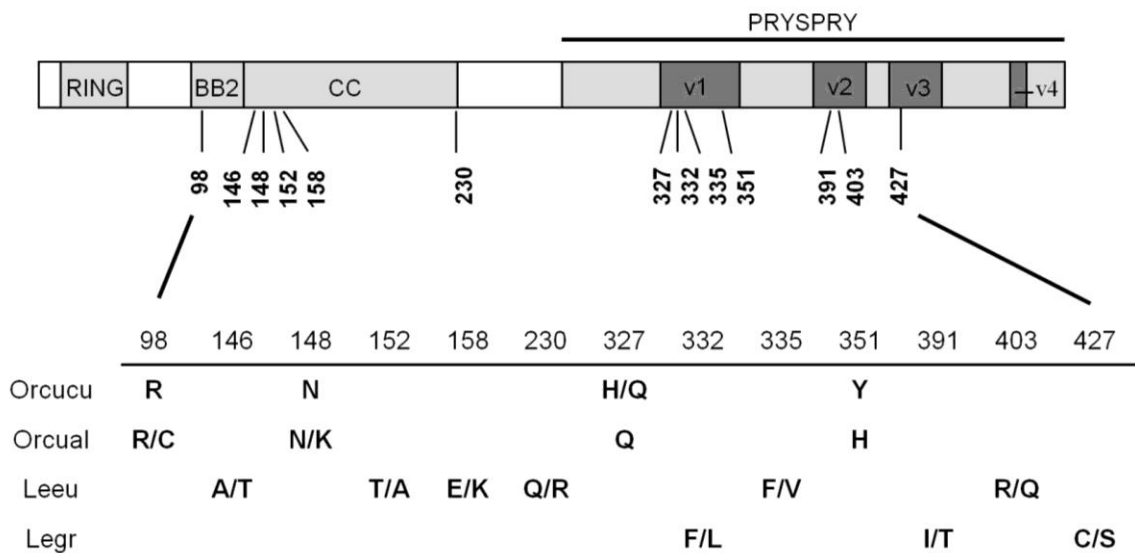 PRYSPRY
RING BB2 CC v1 v2 v3 v4
98 146 148 152 158 230 327 332 335 351 391 403 427
98 146 148 152 158 230 327 332 335 351 391 403 427
Orcucu R N H/Q Y
Orcual R/C N/K Q H
Leeu A/T T/A E/K Q/R F/V R/Q
Legr F/L I/T C/S